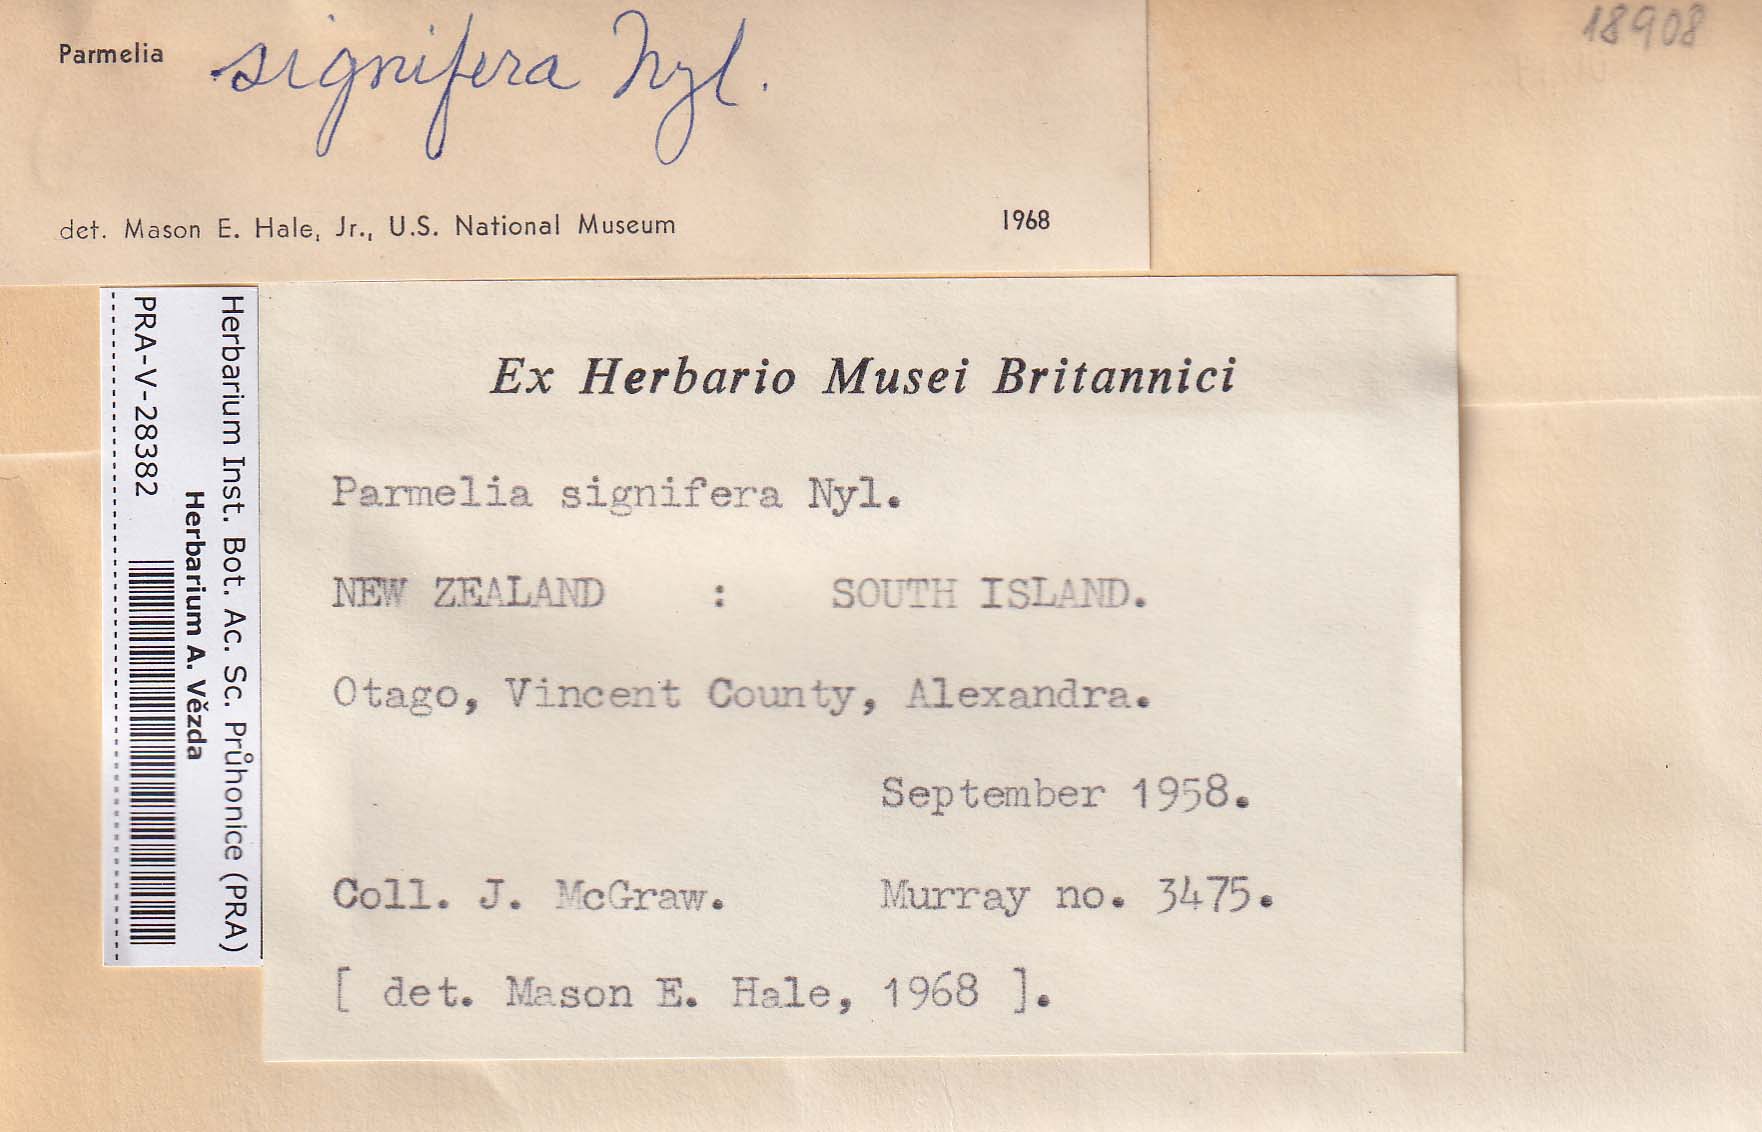 18908
Parmelia signifera Nyl.
det. Mason E. Hale, Jr., U.S. National Museum 1968
Herbarium Inst. Bot. Ac. Sc. Průhonice (PRA)
Herbarium A. Vězda
PRA-V-28382
Ex Herbario Musei Britannici
Parmelia signifera Nyl.
NEW ZEALAND : SOUTH ISLAND.
Otago, Vincent County, Alexandra.
September 1958.
Coll. J. McGraw. Murray no. 3475.
[ det. Mason E. Hale, 1968 ].